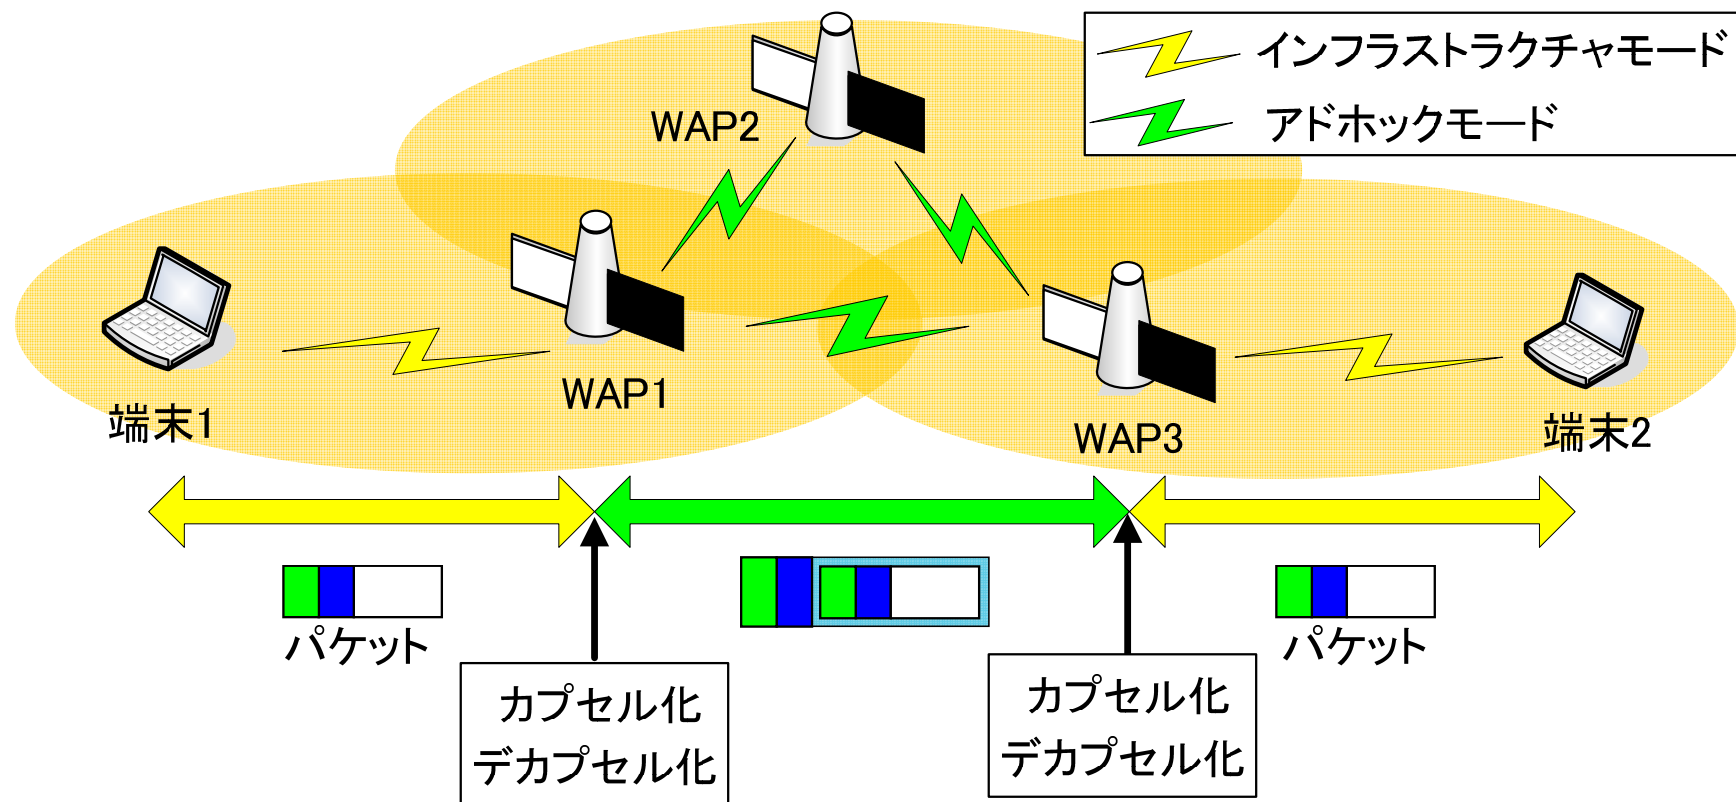 インフラストラクチャモード
アドホックモード
WAP2
WAP1
WAP3
端末1
端末2
パケット
パケット
カプセル化
デカプセル化
カプセル化
デカプセル化